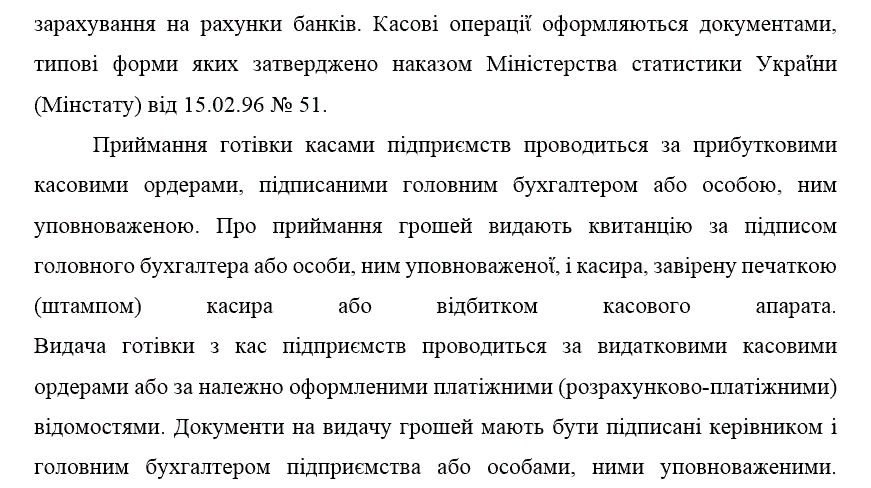 зарахування на рахунки банків. Касові операції оформляються документами,
типові форми яких затверджено наказом Міністерства статистики України
(Мінстату) від 15.02.96 № 51.
Приймання готівки касами підприємств проводиться за прибутковими
касовими ордерами, підписаними головним бухгалтером або особою, ним
уповноваженою. Про приймання грошей видають квитанцію за підписом
головного бухгалтера або особи, ним уповноваженої, і касира, завірену печаткою
(штампом) касира або відбитком касового апарата.
Видача готівки з кас підприємств проводиться за видатковими касовими
ордерами або за належно оформленими платіжними (розрахунково-платіжними)
відомостями. Документи на видачу грошей мають бути підписані керівником і
головним бухгалтером підприємства або особами, ними уповноваженими.